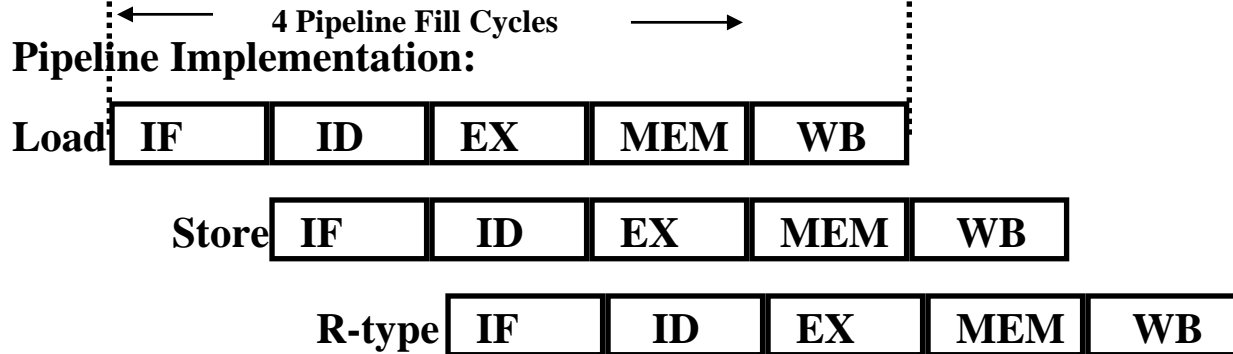 4 Pipeline Fill Cycles
Pipeline Implementation:
Load IF ID EX MEM WB
Store IF ID EX MEM WB
R-type IF ID EX MEM WB